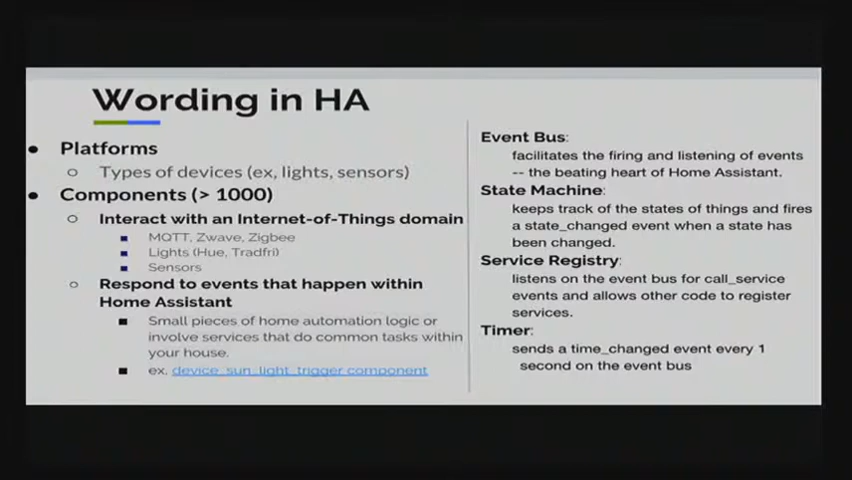 Wording in HA
Platforms
Types of devices (ex, lights, sensors)
Components (> 1000)
Interact with an Internet-of-Things domain
MQTT, Zwave, Zigbee
Lights (Hue, Tradfri)
Sensors
Respond to events that happen within
Home Assistant
Small pieces of home automation logic or
involve services that do common tasks within
your house.
ex. device_sun_light_trigger component
Event Bus:
facilitates the firing and listening of events
-- the beating heart of Home Assistant.
State Machine:
keeps track of the states of things and fires
a state_changed event when a state has
been changed.
Service Registry:
listens on the event bus for call_service
events and allows other code to register
services.
Timer:
sends a time_changed event every 1
second on the event bus